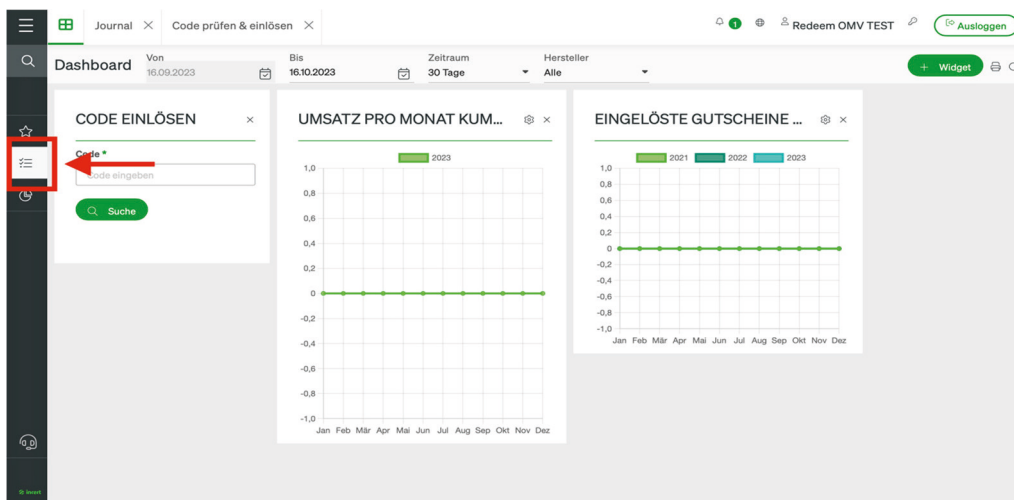 Journal
Code prüfen & einlösen
1
Redeem OMV TEST
Ausloggen
Dashboard
Von
16.09.2023
Bis
16.10.2023
Zeitraum
30 Tage
Hersteller
Alle
+ Widget
CODE EINLÖSEN
Code *
Code eingeben
Suche
UMSATZ PRO MONAT KUM...
2023
1,0
0,8
0,6
0,4
0,2
0
-0,2
-0,4
-0,6
-0,8
-1,0
Jan Feb Mär Apr Mai Jun Jul Aug Sep Okt Nov Dez
EINGELÖSTE GUTSCHEINE ...
2021 2022 2023
1,0
0,8
0,6
0,4
0,2
0
-0,2
-0,4
-0,6
-0,8
-1,0
Jan Feb Mär Apr Mai Jun Jul Aug Sep Okt Nov Dez